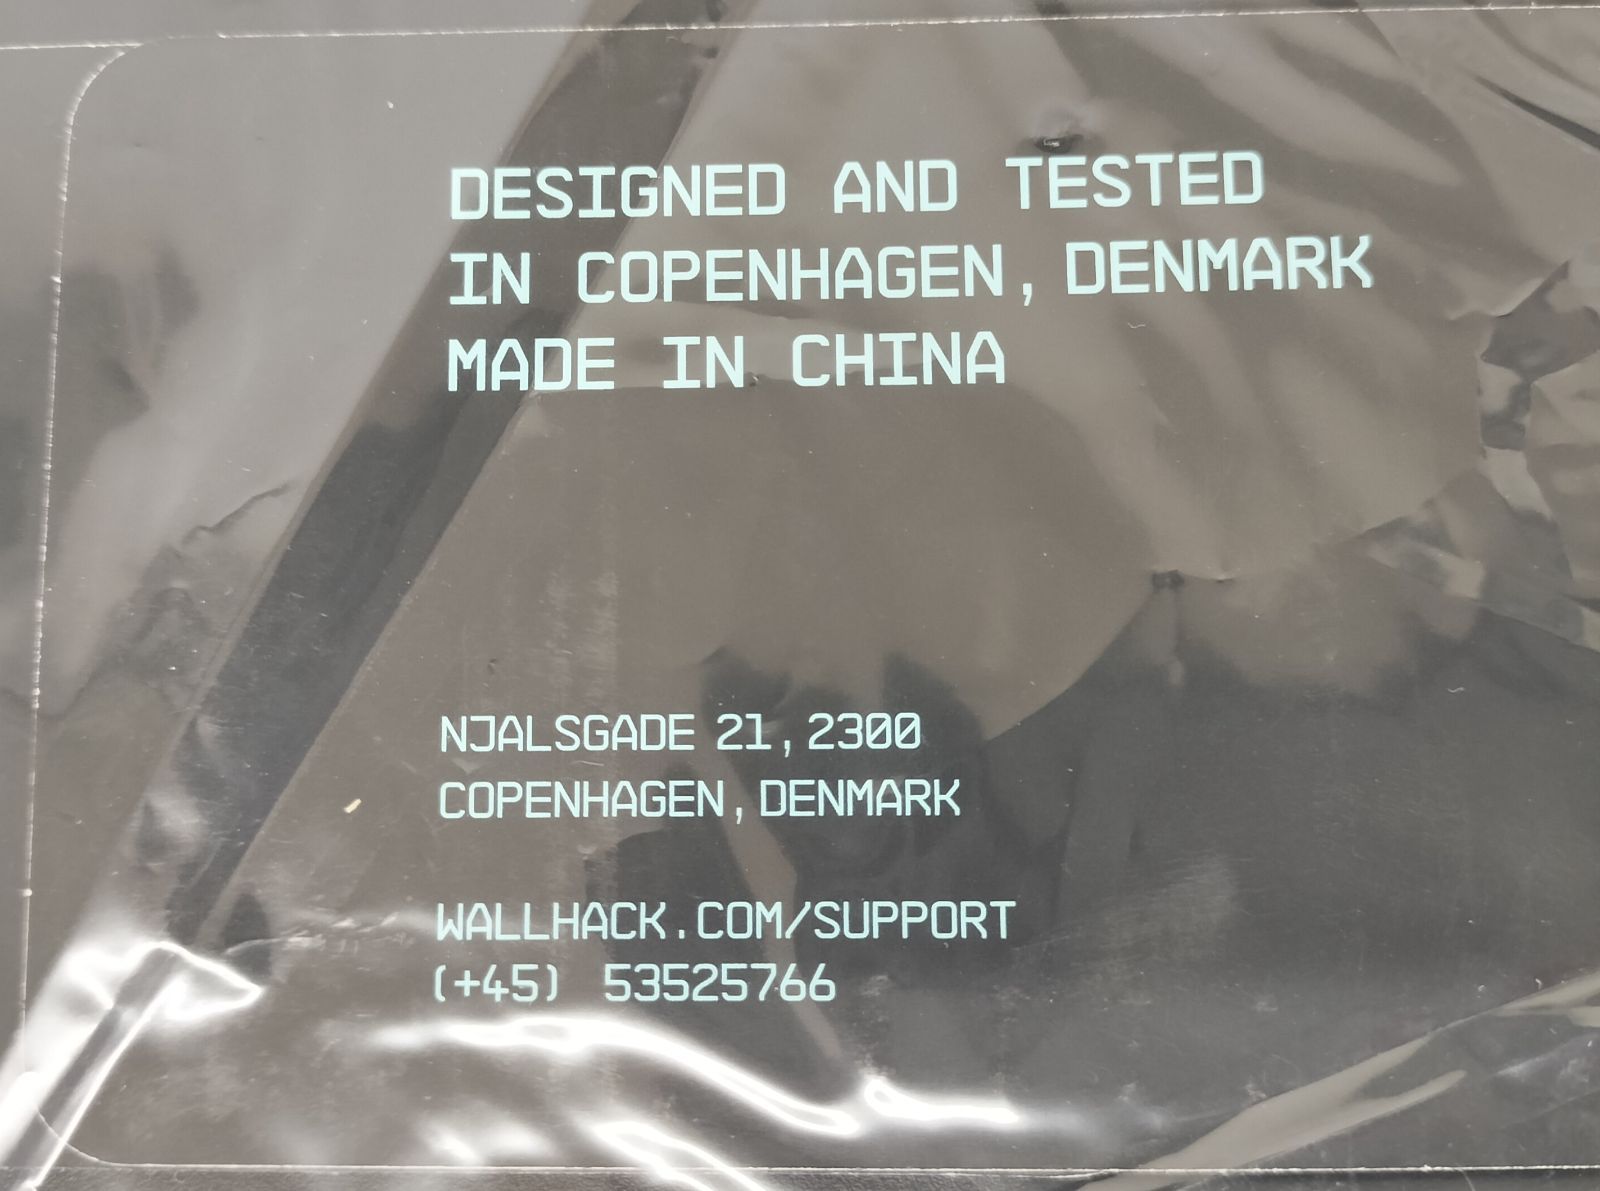 DESIGNED AND TESTED
IN COPENHAGEN, DENMARK
MADE IN CHINA
NJALSGADE 21, 2300
COPENHAGEN, DENMARK
WALLHACK.COM/SUPPORT
(+45) 53525766